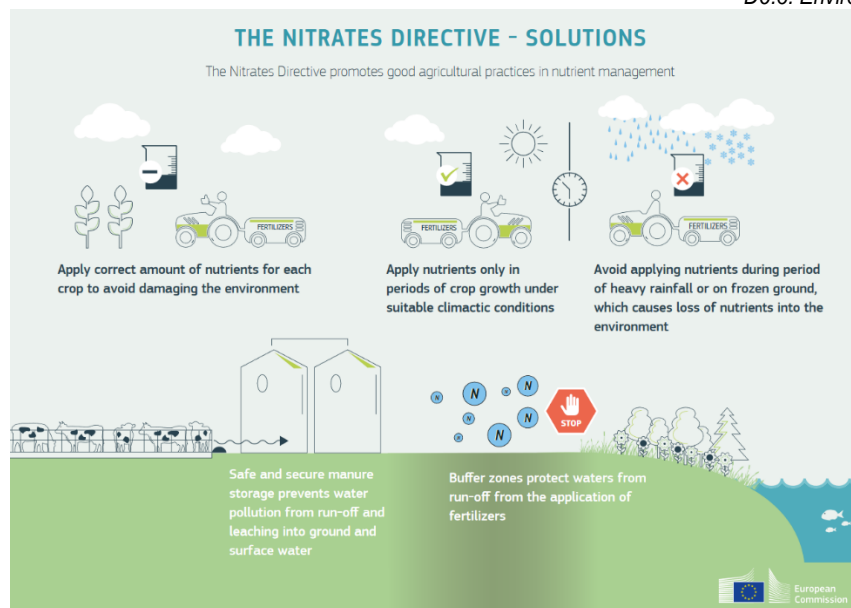 D6.3. Enviro
THE NITRATES DIRECTIVE - SOLUTIONS
The Nitrates Directive promotes good agricultural practices in nutrient management
FERTILIZERS
FERTILIZERS
FERTILIZERS
Apply correct amount of nutrients for each
crop to avoid damaging the environment
Apply nutrients only in
periods of crop growth under
suitable climactic conditions
Avoid applying nutrients during period
of heavy rainfall or on frozen ground,
which causes loss of nutrients into the
environment
N
N
N
N
N
N
N
N
STOP
Safe and secure manure
storage prevents water
pollution from run-off and
leaching into ground and
surface water
Buffer zones protect waters from
run-off from the application of
fertilizers
European
Commission